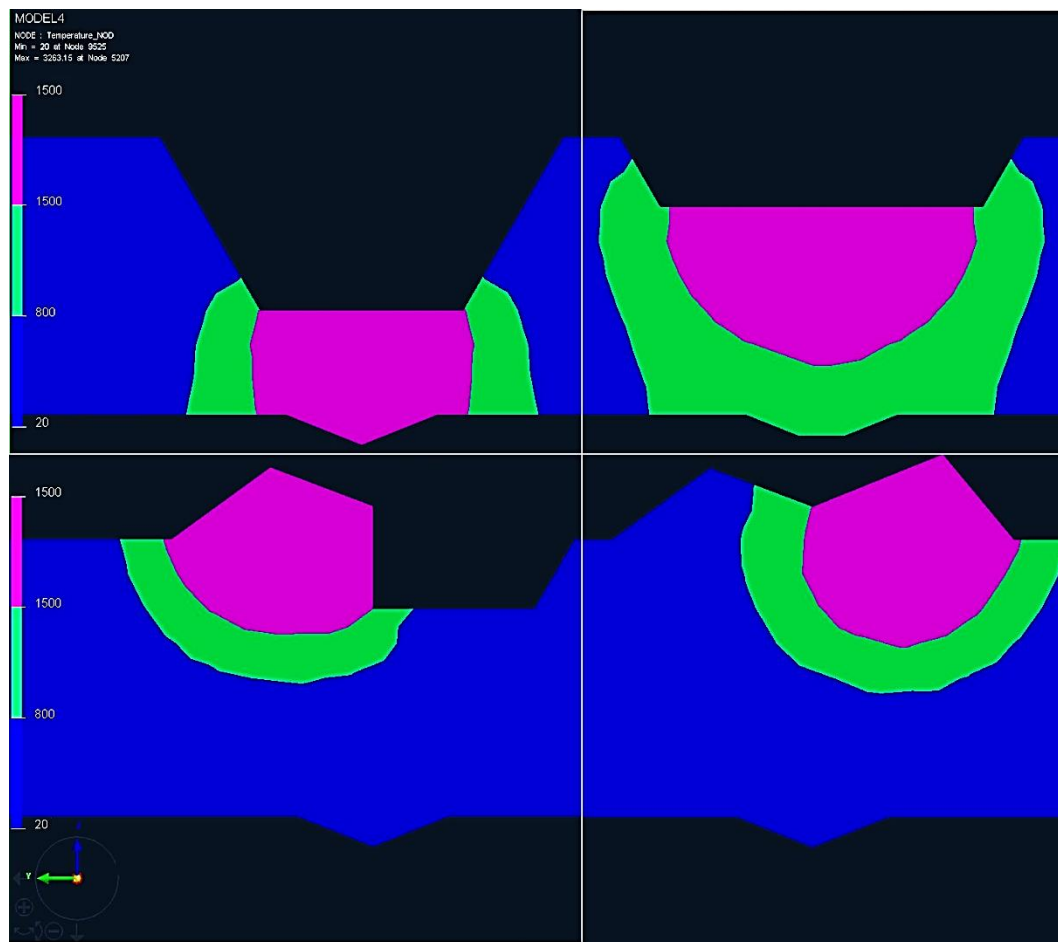 MODEL4
NODE : Temperature_NOD
Min = 20 at Node 9525
Max = 3263.15 at Node 5207
1500
1500
800
20
1500
1500
800
20
Y